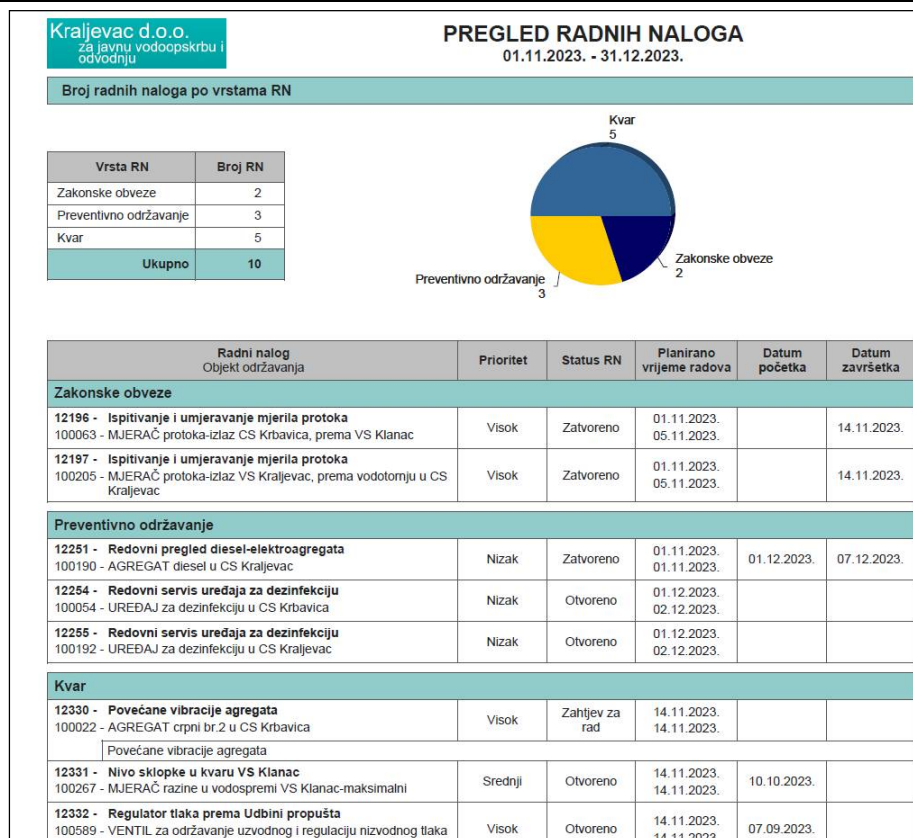 Kraljevac d.o.o.
za javnu vodoopskrbu i
odvodnju
PREGLED RADNIH NALOGA
01.11.2023. - 31.12.2023.
Broj radnih naloga po vrstama RN
Vrsta RN Broj RN
Zakonske obveze 2
Preventivno održavanje 3
Kvar 5
Ukupno 10
Kvar
5
Zakonske obveze
2
Preventivno održavanje
3
Radni nalog
Objekt održavanja
Prioritet
Status RN
Planirano
vrijeme radova
Datum
početka
Datum
završetka
Zakonske obveze
12196 - Ispitivanje i umjeravanje mjerila protoka
100063 - MJERAČ protoka-izlaz CS Krbavica, prema VS Klanac
Visok
Zatvoreno
01.11.2023.
05.11.2023.
14.11.2023.
12197 - Ispitivanje i umjeravanje mjerila protoka
100205 - MJERAČ protoka-izlaz VS Kraljevac, prema vodotornju u CS
Kraljevac
Visok
Zatvoreno
01.11.2023.
05.11.2023.
14.11.2023.
Preventivno održavanje
12251 - Redovni pregled diesel-elektroagregata
100190 - AGREGAT diesel u CS Kraljevac
Nizak
Zatvoreno
01.11.2023.
01.11.2023.
01.12.2023.
07.12.2023.
12254 - Redovni servis uređaja za dezinfekciju
100054 - UREĐAJ za dezinfekciju u CS Krbavica
Nizak
Otvoreno
01.12.2023.
02.12.2023.
12255 - Redovni servis uređaja za dezinfekciju
100192 - UREĐAJ za dezinfekciju u CS Kraljevac
Nizak
Otvoreno
01.12.2023.
02.12.2023.
Kvar
12330 - Povećane vibracije agregata
100022 - AGREGAT crpni br.2 u CS Krbavica
Visok
Zahtjev za
rad
14.11.2023.
14.11.2023.
Povećane vibracije agregata
12331 - Nivo sklopke u kvaru VS Klanac
100267 - MJERAČ razine u vodospremi VS Klanac-maksimalni
Srednji
Otvoreno
14.11.2023.
14.11.2023.
10.10.2023.
12332 - Regulator tlaka prema Udbini propušta
100589 - VENTIL za održavanje uzvodnog i regulaciju nizvodnog tlaka
Visok
Otvoreno
14.11.2023.
14.11.2023.
07.09.2023.